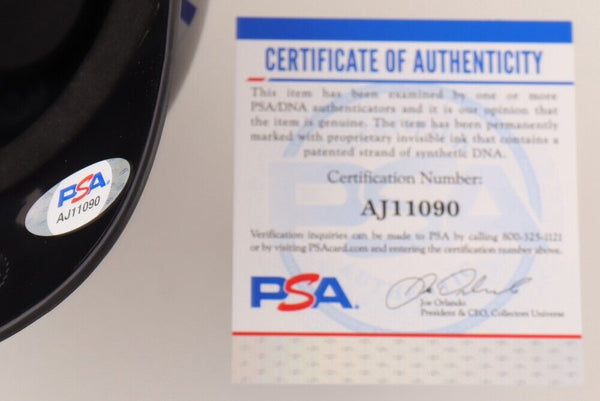 CERTIFICATE OF AUTHENTICITY
This item has been examined by one or more
PSA/DNA authenticators and it is our opinion that
the item is genuine. The item has been permanently
marked with proprietary invisible ink that contains a
patented strand of synthetic DNA.
Certification Number:
AJ11090
Verification inquiries can be made to PSA by calling 800-325-1121
or by visiting PSAcard.com and entering the certification number above.
PSA.
Joe Orlando
President & CEO, Collectors Universe
PSA
AJ11090